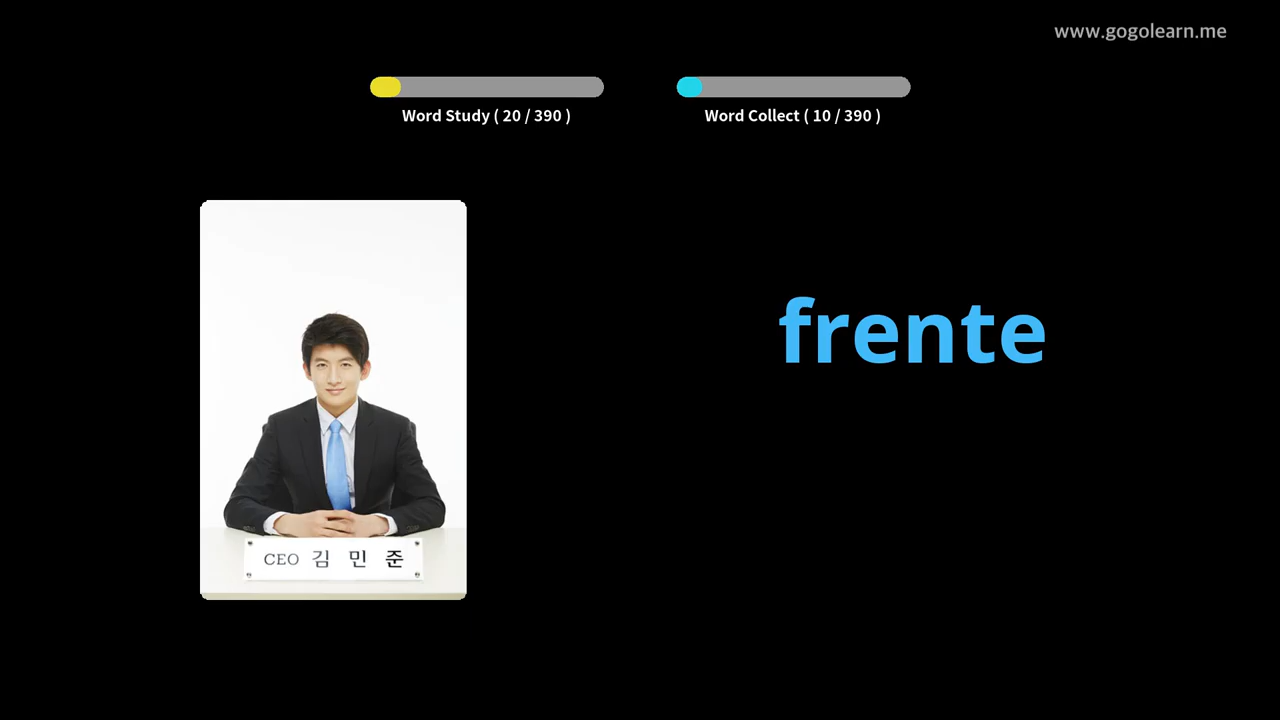 www.gogolearn.me
Word Study ( 20 / 390 )
Word Collect ( 10 / 390 )
frente
CEO 김 민 준